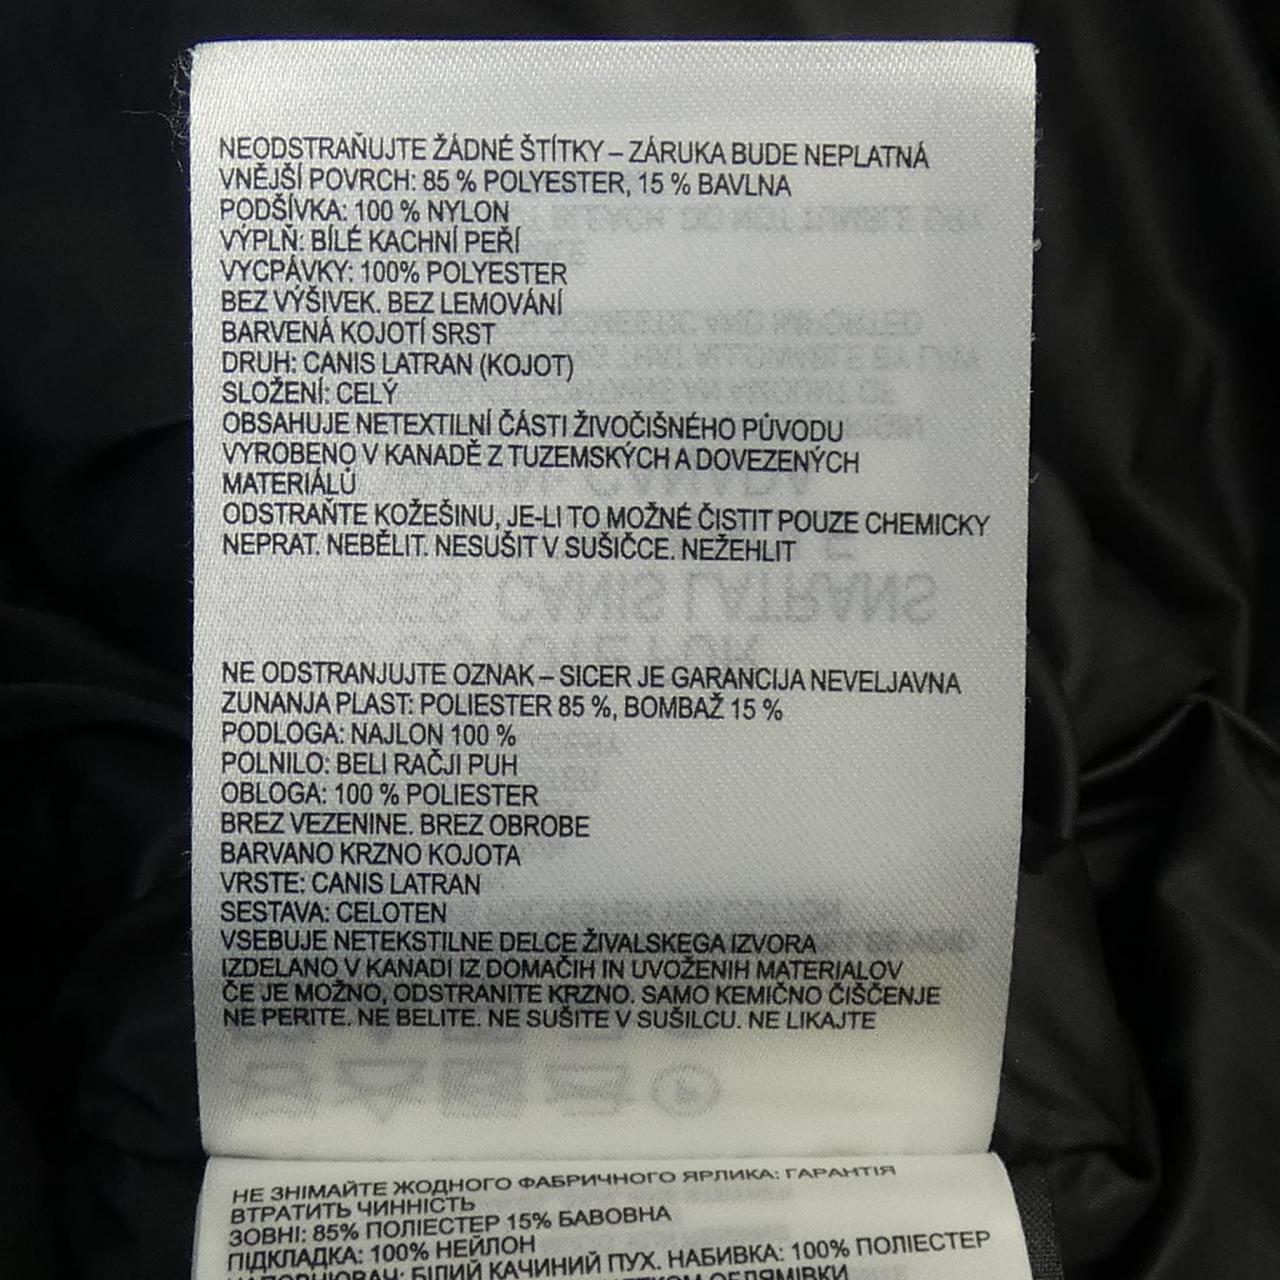 NEODSTRAŇUJTE ŽÁDNÉ ŠTÍTKY – ZÁRUKA BUDE NEPLATNÁ
VNĚJŠÍ POVRCH: 85 % POLYESTER, 15 % BAVLNA
PODŠÍVKA: 100 % NYLON
VÝPLŇ: BÍLÉ KACHNÍ PEŘÍ
VYCPÁVKY: 100% POLYESTER
BEZ VÝŠIVEK. BEZ LEMOVÁNÍ
BARVENÁ KOJOTÍ SRST
DRUH: CANIS LATRAN (KOJOT)
SLOŽENÍ: CELÝ
OBSAHUJE NETEXTILNÍ ČÁSTI ŽIVOČIŠNÉHO PŮVODU
VYROBENO V KANADĚ Z TUZEMSKÝCH A DOVEZENÝCH
MATERIÁLŮ
ODSTRAŇTE KOŽEŠINU, JE-LI TO MOŽNÉ ČISTIT POUZE CHEMICKY
NEPRAT. NEBĚLIT. NESUŠIT V SUŠIČCE. NEŽEHLIT
NE ODSTRANJUJTE OZNAK – SICER JE GARANCIJA NEVELJAVNA
ZUNANJA PLAST: POLIESTER 85 %, BOMBAŽ 15 %
PODLOGA: NAJLON 100 %
POLNILO: BELI RAČJI PUH
OBLOGA: 100 % POLIESTER
BREZ VEZENINE. BREZ OBROBE
BARVANO KRZNO KOJOTA
VRSTE: CANIS LATRAN
SESTAVA: CELOTEN
VSEBUJE NETEKSTILNE DELCE ŽIVALSKEGA IZVORA
IZDELANO V KANADI IZ DOMAČIH IN UVOŽENIH MATERIALOV
ČE JE MOŽNO, ODSTRANITE KRZNO. SAMO KEMIČNO ČIŠČENJE
NE PERITE. NE BELITE. NE SUŠITE V SUŠILCU. NE LIKAJTE
НЕ ЗНІМАЙТЕ ЖОДНОГО ФАБРИЧНОГО ЯРЛИКА: ГАРАНТІЯ
ВТРАТИТЬ ЧИННІСТЬ
ЗОВНІ: 85% ПОЛІЕСТЕР 15% БАВОВНА
ПІДКЛАДКА: 100% НЕЙЛОН
БІЛИЙ КАЧИНИЙ ПУХ. НАБИВКА: 100% ПОЛІЕСТЕР